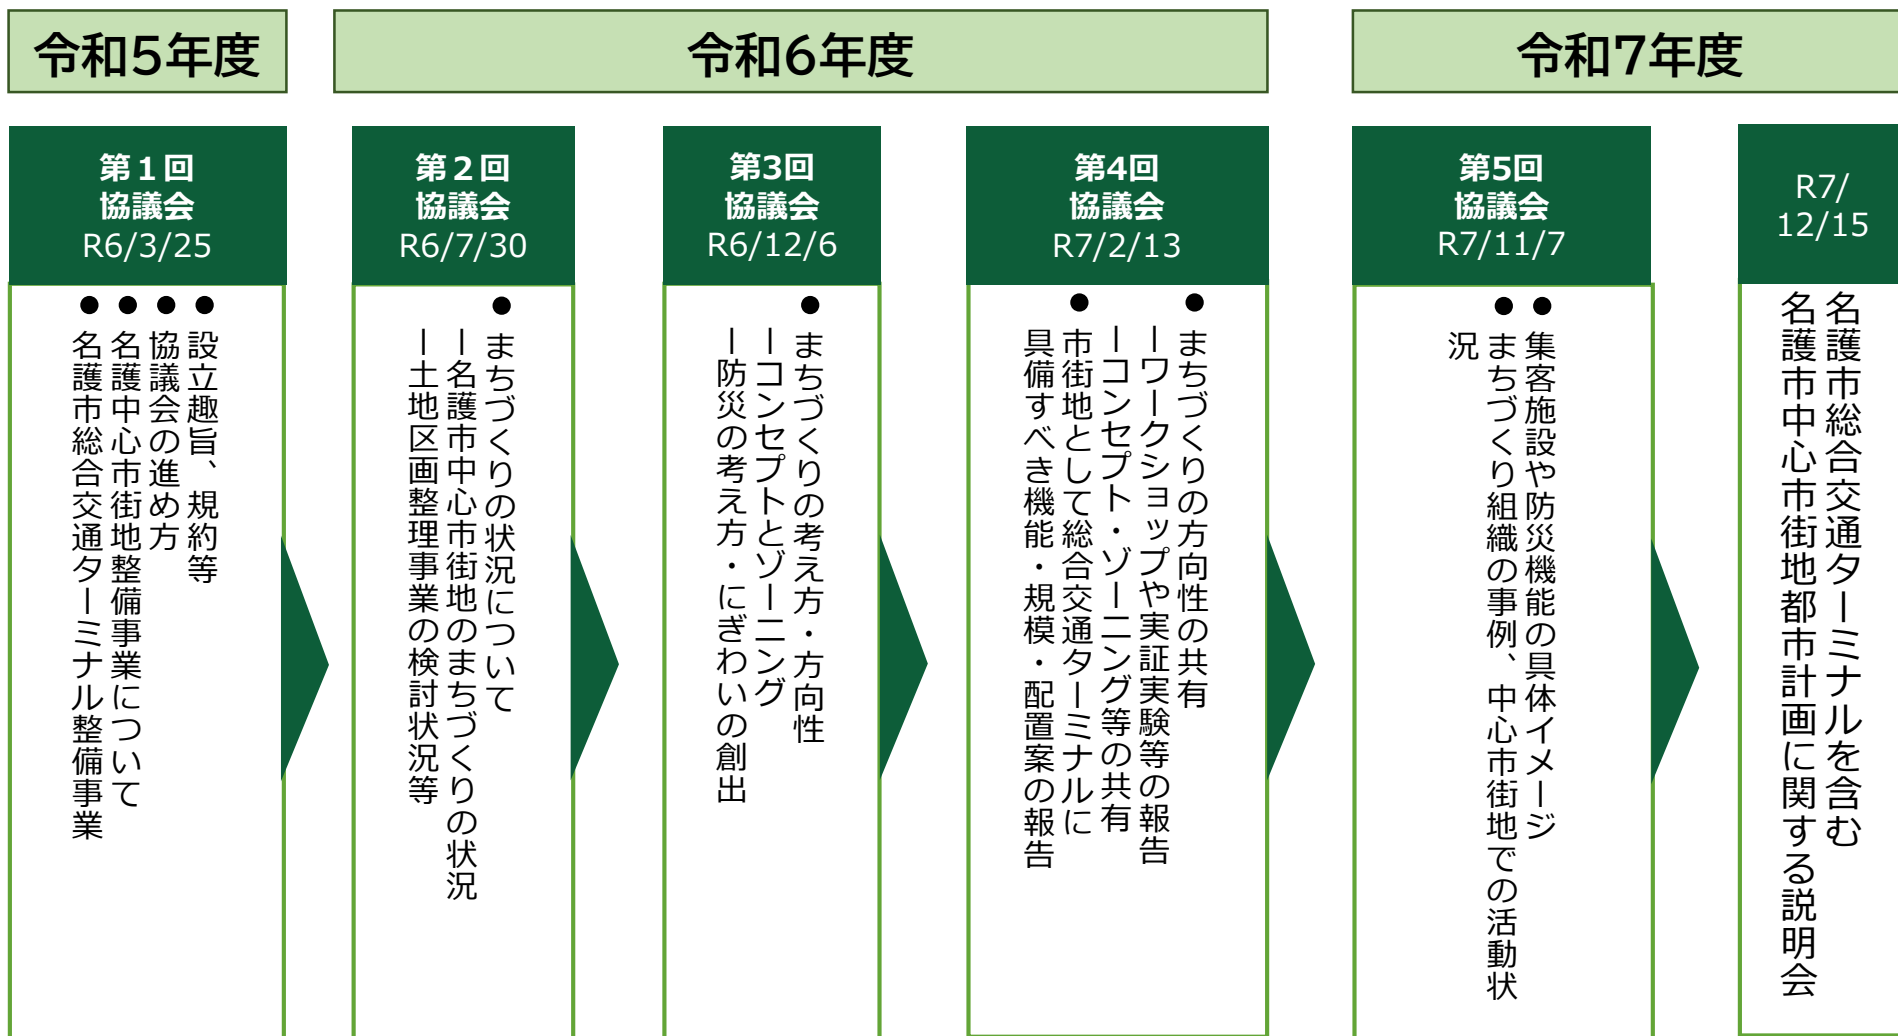 令和5年度
令和6年度
令和7年度
第1回
協議会
R6/3/25
●設立趣旨、規約等
●協議会の進め方
●名護中心市街地整備事業について
●名護市総合交通ターミナル整備事業
第2回
協議会
R6/7/30
●まちづくりの状況について
ー名護市中心市街地のまちづくりの状況
ー土地区画整理事業の検討状況等
第3回
協議会
R6/12/6
●まちづくりの考え方・方向性
ーコンセプトとゾーニング
ー防災の考え方・にぎわいの創出
第4回
協議会
R7/2/13
●まちづくりの方向性の共有
ーワークショップや実証実験等の報告
ーコンセプト・ゾーニング等の共有
●市街地として総合交通ターミナルに
具備すべき機能・規模・配置案の報告
第5回
協議会
R7/11/7
●集客施設や防災機能の具体イメージ
●まちづくり組織の事例、中心市街地での活動状
況
R7/
12/15
名護市総合交通ターミナルを含む
名護市中心市街地都市計画に関する説明会